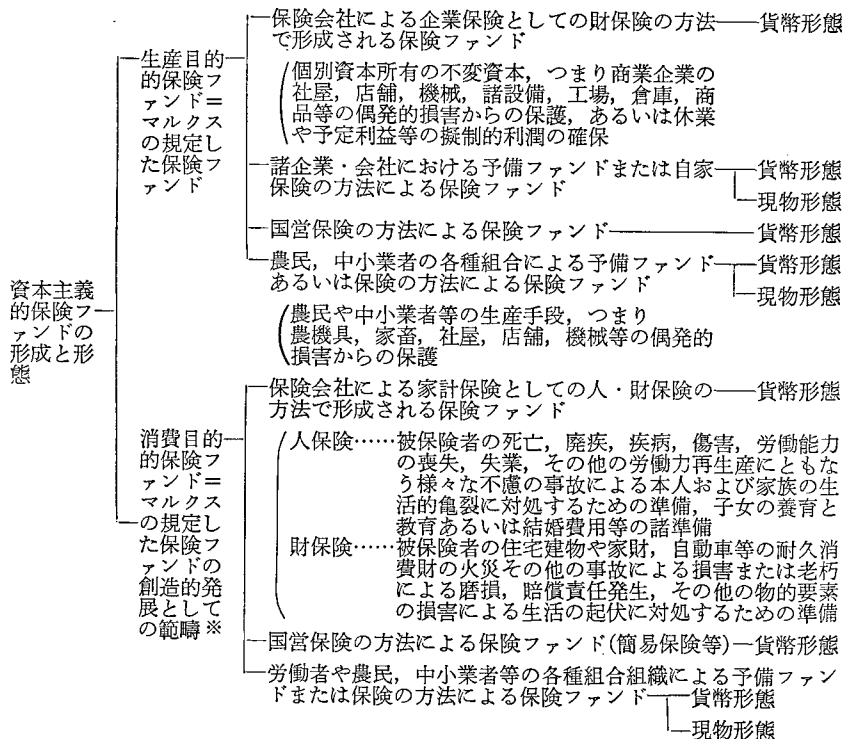 資本主義
的保険フ
ァンドの
形成と形
態
生産目的
的保険フ
ァンド＝
マルクス
の規定し
た保険フ
ァンド
保険会社による企業保険としての財保険の方法
で形成される保険ファンド
貨幣形態
個別資本所有の不変資本，つまり商業企業の
社屋，店舗，機械，諸設備，工場，倉庫，商
品等の偶発的損害からの保護，あるいは休業
や予定利益等の擬制的利潤の確保
諸企業・会社における予備ファンドまたは自家
保険の方法による保険ファンド
貨幣形態
現物形態
国営保険の方法による保険ファンド
貨幣形態
農民，中小業者の各種組合による予備ファンド
あるいは保険の方法による保険ファンド
貨幣形態
現物形態
農民や中小業者等の生産手段，つまり
農機具，家畜，社屋，店舗，機械等の偶発的
損害からの保護
消費目的
的保険フ
ァンド＝
マルクス
の規定し
た保険フ
ァンドの
創造的発
展として
の範疇※
保険会社による家計保険としての人・財保険の
方法で形成される保険ファンド
貨幣形態
人保険……被保険者の死亡，廃疾，疾病，傷害，労働能力
の喪失，失業，その他の労働力再生産にともな
う様々な不慮の事故による本人および家族の生
活的亀裂に対処するための準備，子女の養育と
教育あるいは結婚費用等の諸準備
財保険……被保険者の住宅建物や家財，自動車等の耐久消
費財の火災その他の事故による損害または老朽
による磨損，賠償責任発生，その他の物的要素
の損害による生活の起伏に対処するための準備
国営保険の方法による保険ファンド(簡易保険等)
貨幣形態
労働者や農民，中小業者等の各種組合組織による予備ファン
ドまたは保険の方法による保険ファンド
貨幣形態
現物形態